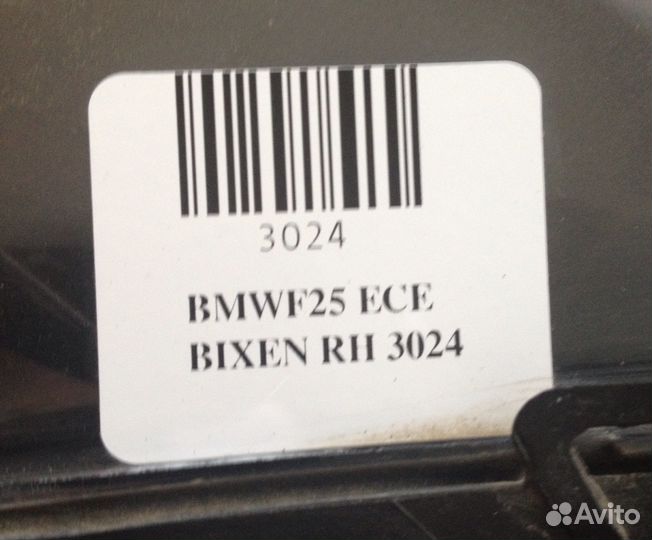 3024
BMWF25 ECE
BIXEN RH 3024
Avito